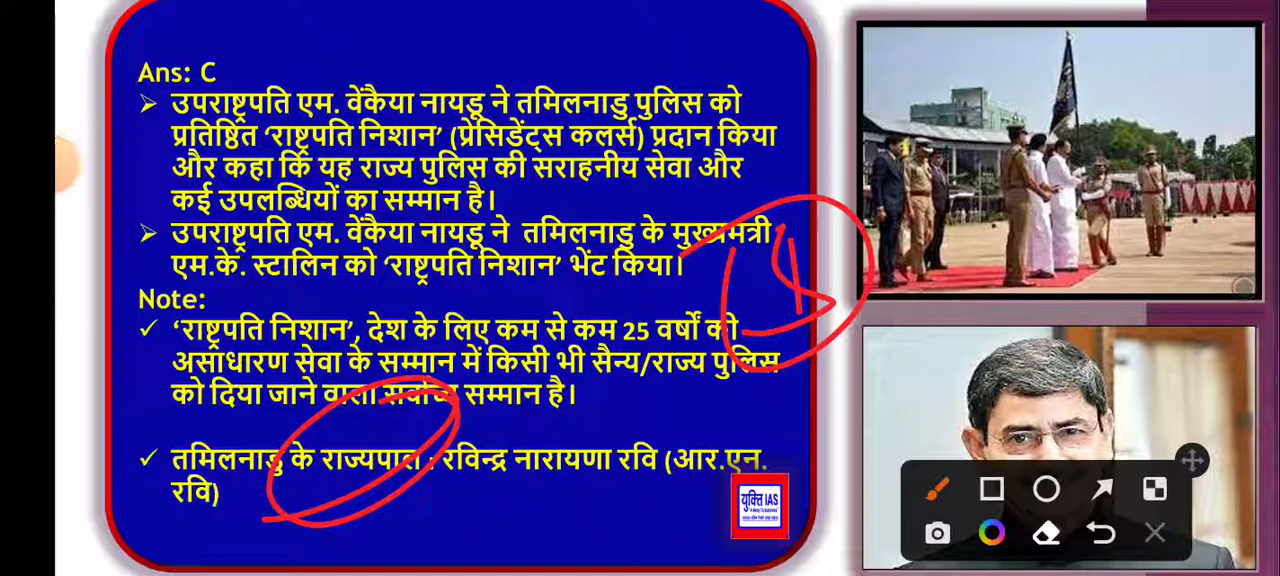 Ans: C
➢ उपराष्ट्रपति एम. वेंकैया नायडू ने तमिलनाडु पुलिस को
प्रतिष्ठित ‘राष्ट्रपति निशान’ (प्रेसिडेंट्स कलर्स) प्रदान किया
और कहा कि यह राज्य पुलिस की सराहनीय सेवा और
कई उपलब्धियों का सम्मान है।
➢ उपराष्ट्रपति एम. वेंकैया नायडू ने तमिलनाडु के मुख्यमंत्री
एम.के. स्टालिन को ‘राष्ट्रपति निशान’ भेंट किया।
Note:
✓ ‘राष्ट्रपति निशान’, देश के लिए कम से कम 25 वर्षों की
असाधारण सेवा के सम्मान में किसी भी सैन्य/राज्य पुलिस
को दिया जाने वाला सर्वोच्च सम्मान है।
✓ तमिलनाडु के राज्यपाल : रविन्द्र नारायणा रवि (आर.एन.
रवि)
युक्ति IAS